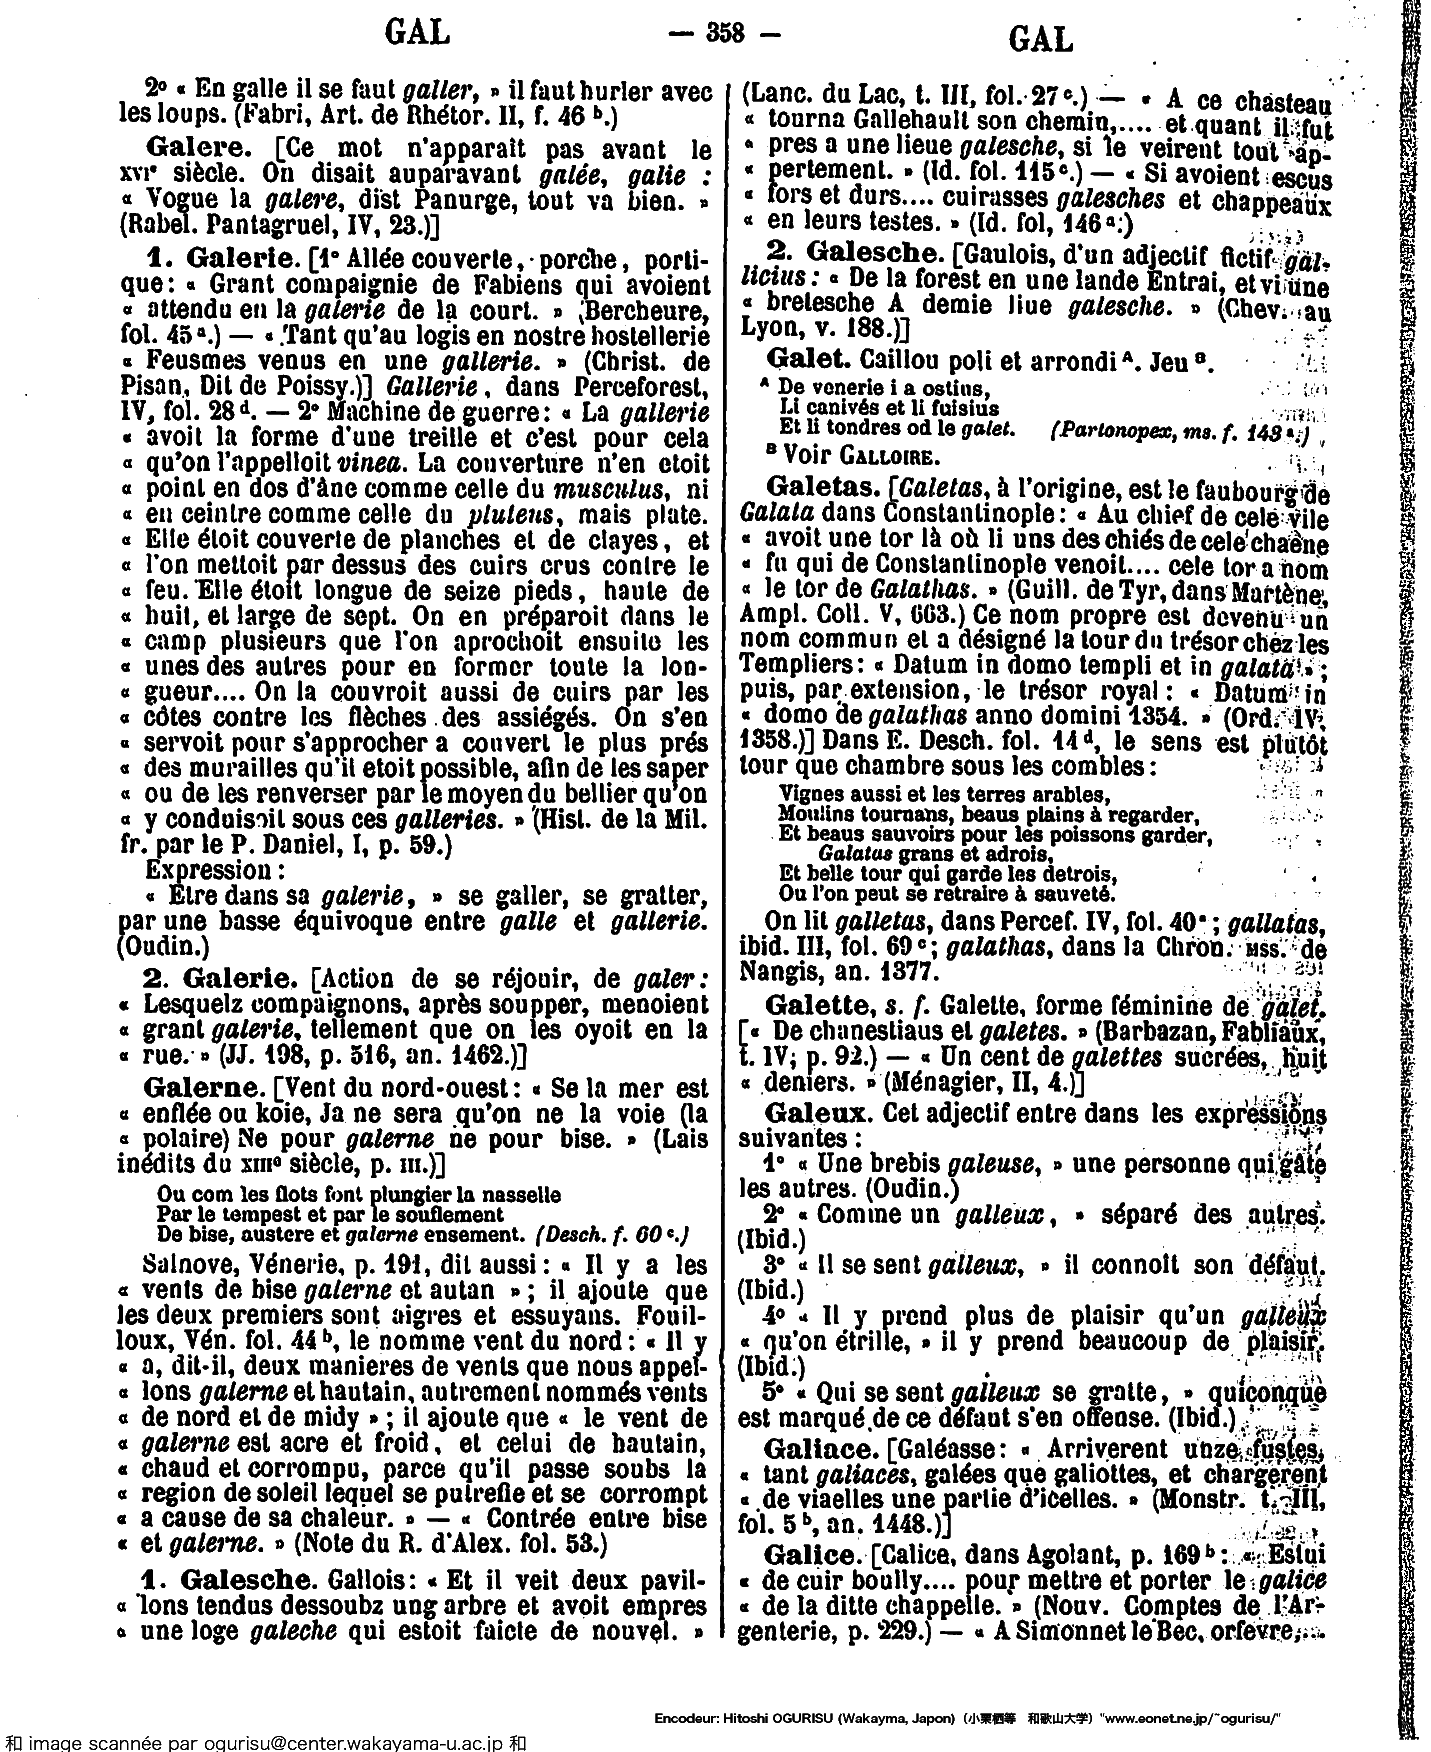 GAL
— 358 —
GAL
2º « En galle il se faut galler, » il faut hurler avec
les loups. (Fabri, Art. de Rhétor. II, f. 46 b.)
Galere. [Ce mot n'apparaît pas avant le
XVIe siècle. On disait auparavant galée, galie :
« Vogue la galere, dist Panurge, tout va bien. »
(Rabel. Pantagruel, IV, 23.)]
1. Galerie. [1º Allée couverte, porche, porti-
que : « Grant compaignie de Fabiens qui avoient
« attendu en la galerie de la court. » (Bercheure,
fol. 45 a.) — « Tant qu'au logis en nostre hostellerie
« Feusmes venus en une gallerie. » (Christ. de
Pisan, Dit de Poissy.)] Gallerie, dans Perceforest,
IV, fol. 28 d. — 2º Machine de guerre : « La gallerie
« avoit la forme d'une treille et c'est pour cela
« qu'on l'appelloit vinea. La couverture n'en etoit
« point en dos d'âne comme celle du musculus, ni
« en ceintre comme celle du pluteus, mais plate.
« Elle étoit couverte de planches et de clayes, et
« l'on mettoit par dessus des cuirs crus contre le
« feu. Elle étoit longue de seize pieds, haute de
« huit, et large de sept. On en préparoit dans le
« camp plusieurs que l'on aprochoit ensuite les
« unes des autres pour en former toute la lon-
« gueur.... On la couvroit aussi de cuirs par les
« côtes contre les flèches des assiégés. On s'en
« servoit pour s'approcher a couvert le plus prés
« des murailles qu'il etoit possible, afin de les saper
« ou de les renverser par le moyen du bellier qu'on
« y conduisoit sous ces galleries. » (Hist. de la Mil.
fr. par le P. Daniel, I, p. 59.)
Expression :
« Etre dans sa galerie, » se galler, se gratter,
par une basse équivoque entre galle et gallerie.
(Oudin.)
2. Galerie. [Action de se réjouir, de galer :
« Lesquelz compaignons, après soupper, menoient
« grant galerie, tellement que on les oyoit en la
« rue. » (JJ. 198, p. 516, an. 1462.)]
Galerne. [Vent du nord-ouest : « Se la mer est
« enflée ou koie, Ja ne sera qu'on ne la voie (la
« polaire) Ne pour galerne ne pour bise. » (Lais
inédits du XIIIe siècle, p. III.)]
Ou com les flots font plungier la nasselle
Par le tempest et par le souflement
De bise, austere et galerne ensement. (Desch. f. 60 c.)
Salnove, Vénerie, p. 191, dit aussi : « Il y a les
« vents de bise galerne et autan » ; il ajoute que
les deux premiers sont aigres et essuyans. Fouil-
loux, Vén. fol. 44 b, le nomme vent du nord : « Il y
« a, dit-il, deux manieres de vents que nous appel-
« lons galerne et hautain, autrement nommés vents
« de nord et de midy » ; il ajoute que « le vent de
« galerne est acre et froid, et celui de hautain,
« chaud et corrompu, parce qu'il passe soubs la
« region de soleil lequel se putrefie et se corrompt
« a cause de sa chaleur. » — « Contrée entre bise
« et galerne. » (Note du R. d'Alex. fol. 53.)
1. Galesche. Gallois : « Et il veit deux pavil-
« lons tendus dessoubz ung arbre et avoit empres
« une loge galeche qui estoit faicte de nouvel. »
(Lanc. du Lac, t. III, fol. 27 c.) — « A ce chasteau
« tourna Gallehault son chemin,.... et quant il fut
« pres a une lieue galesche, si le veirent tout ap-
« pertement. » (Id. fol. 115 c.) — « Si avoient escus
« fors et durs.... cuirasses galesches et chappeaux
« en leurs testes. » (Id. fol, 146 a.)
2. Galesche. [Gaulois, d'un adjectif fictif gal-
licius : « De la forest en une lande Entrai, et vi une
« bretesche A demie liue galesche. » (Chev. au
Lyon, v. 188.)]
Galet. Caillou poli et arrondi A. Jeu B.
A De venerie i a ostius,
Li canivés et li fuisius
Et li tondres od le galet. (Partonopex, ms. f. 143 a.)
B Voir GALLOIRE.
Galetas. [Galetas, à l'origine, est le faubourg de
Galata dans Constantinople : « Au chief de cele vile
« avoit une tor là où li uns des chiés de cele chaêne
« fu qui de Constantinople venoit.... cele tor a nom
« le tor de Galathas. » (Guill. de Tyr, dans Martène,
Ampl. Coll. V, 663.) Ce nom propre est devenu un
nom commun et a désigné la tour du trésor chez les
Templiers : « Datum in domo templi et in galata » ;
puis, par extension, le trésor royal : « Datum in
« domo de galathas anno domini 1354. » (Ord. IV,
1358.)] Dans E. Desch. fol. 14 d, le sens est plutôt
tour que chambre sous les combles :
Vignes aussi et les terres arables,
Moulins tournans, beaus plains à regarder,
Et beaus sauvoirs pour les poissons garder,
Galatas grans et adrois,
Et belle tour qui garde les detrois,
Ou l'on peut se retraire à sauveté.
On lit galletas, dans Percef. IV, fol. 40 a ; gallatas,
ibid. III, fol. 69 c ; galathas, dans la Chron. MSS. de
Nangis, an. 1377.
Galette, s. f. Galette, forme féminine de galet.
[« De chanestiaus et galetes. » (Barbazan, Fabliaux,
t. IV, p. 92.) — « Un cent de galettes sucrées, huit
« deniers. » (Ménagier, II, 4.)]
Galeux. Cet adjectif entre dans les expressions
suivantes :
1º « Une brebis galeuse, » une personne qui gâte
les autres. (Oudin.)
2º « Comme un galleux, » séparé des autres.
(Ibid.)
3º « Il se sent galleux, » il connoît son défaut.
(Ibid.)
4º « Il y prend plus de plaisir qu'un galleux
« qu'on étrille, » il y prend beaucoup de plaisir.
(Ibid.)
5º « Qui se sent galleux se gratte, » quiconque
est marqué de ce défaut s'en offense. (Ibid.)
Galiace. [Galéasse : « Arriverent unze fustes,
« tant galiaces, galées que galiottes, et chargerent
« de viaelles une partie d'icelles. » (Monstr. t. III,
fol. 5 b, an. 1448.)]
Galice. [Calice, dans Agolant, p. 169 b : « Estui
« de cuir boully.... pour mettre et porter le galice
« de la ditte chappelle. » (Nouv. Comptes de l'Ar-
genterie, p. 229.) — « A Simonnet le Bec, orfevre,...
Encodeur: Hitoshi OGURISU (Wakayma, Japon) (小栗栖等 和歌山大学) "www.eonet.ne.jp/~ogurisu/"
和 image scannée par ogurisu@center.wakayama-u.ac.jp 和